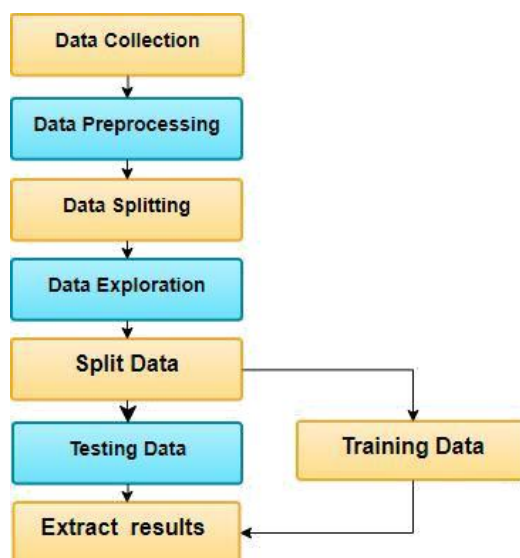 Data Collection
Data Preprocessing
Data Splitting
Data Exploration
Split Data
Testing Data
Training Data
Extract results